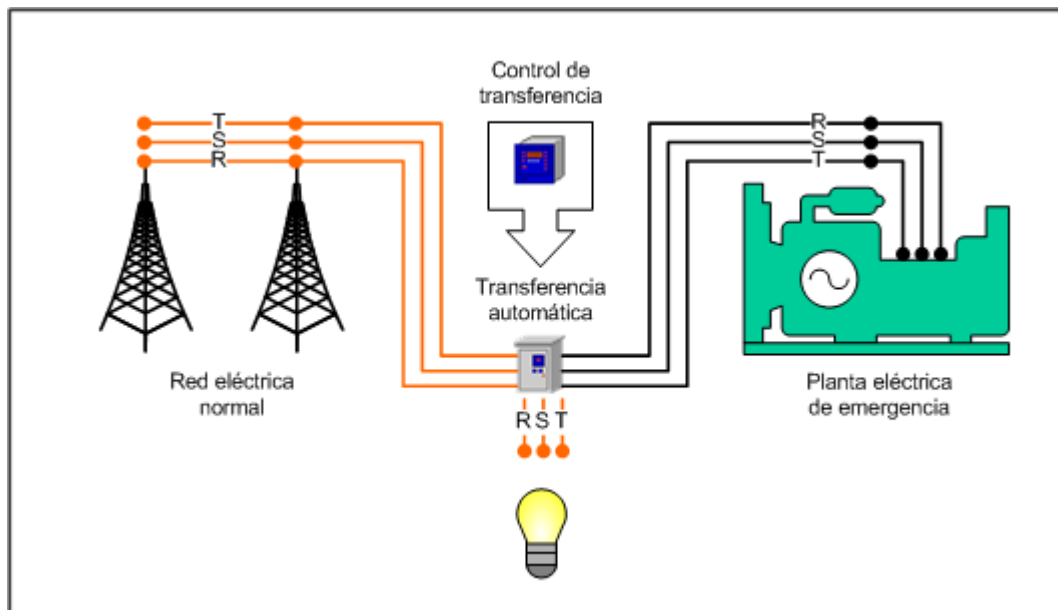 Control de
transferencia
T
S
R
R
S
T
Transferencia
automática
Red eléctrica
normal
Planta eléctrica
de emergencia
R S T